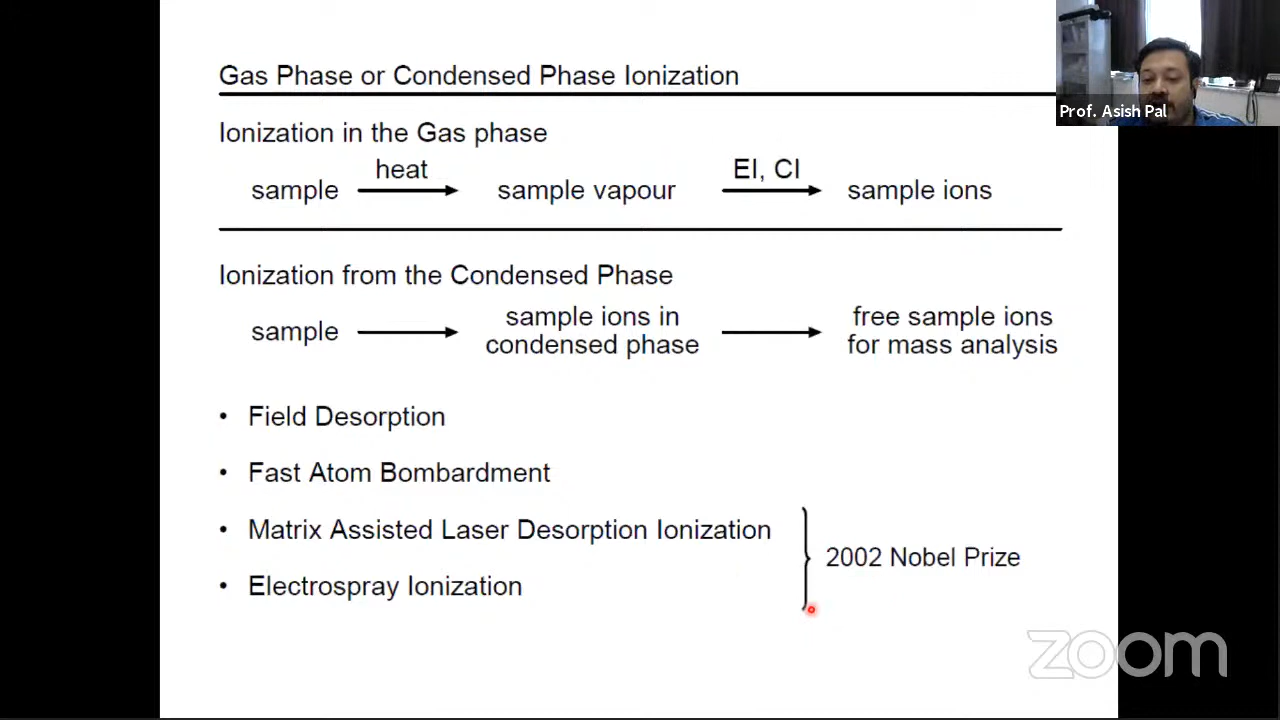 Gas Phase or Condensed Phase Ionization
Prof. Asish Pal
Ionization in the Gas phase
heat
EI, CI
sample
sample vapour
sample ions
Ionization from the Condensed Phase
sample
sample ions in
condensed phase
free sample ions
for mass analysis
• Field Desorption
• Fast Atom Bombardment
• Matrix Assisted Laser Desorption Ionization
• Electrospray Ionization
2002 Nobel Prize
zoom